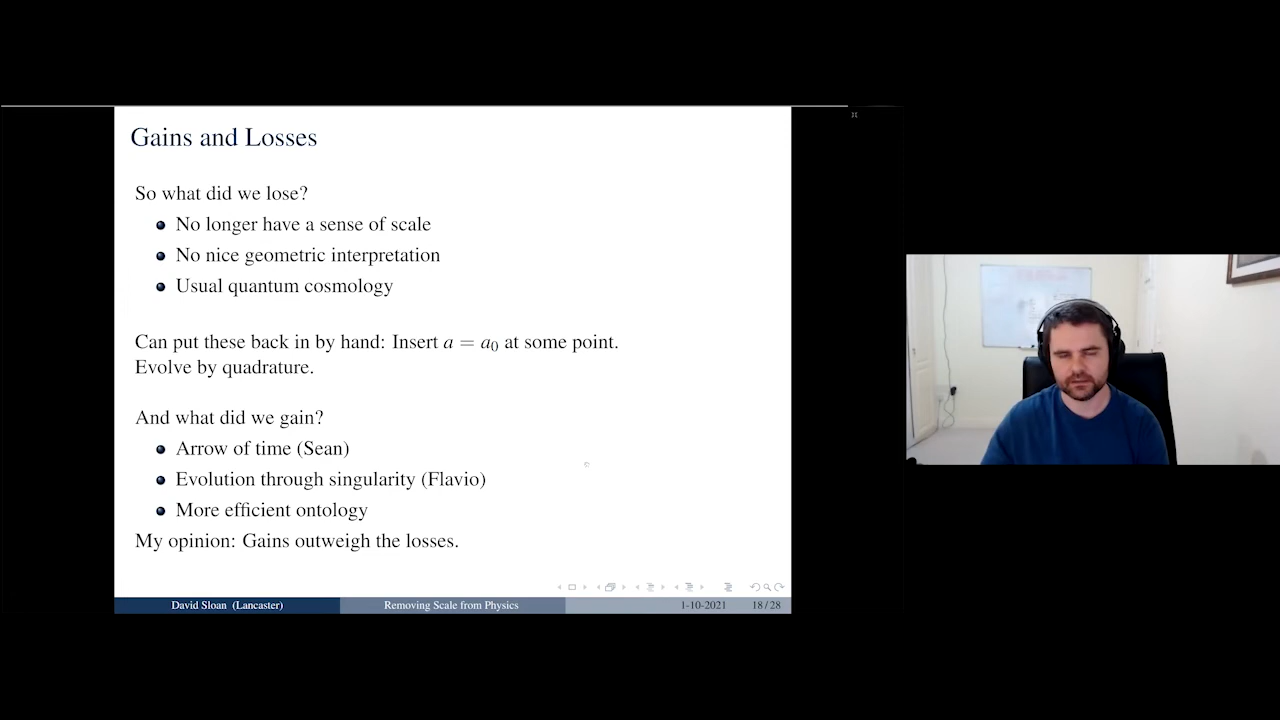 Gains and Losses
So what did we lose?
No longer have a sense of scale
No nice geometric interpretation
Usual quantum cosmology
Can put these back in by hand: Insert a = a₀ at some point.
Evolve by quadrature.
And what did we gain?
Arrow of time (Sean)
Evolution through singularity (Flavio)
More efficient ontology
My opinion: Gains outweigh the losses.
David Sloan (Lancaster) Removing Scale from Physics 1-10-2021 18/28